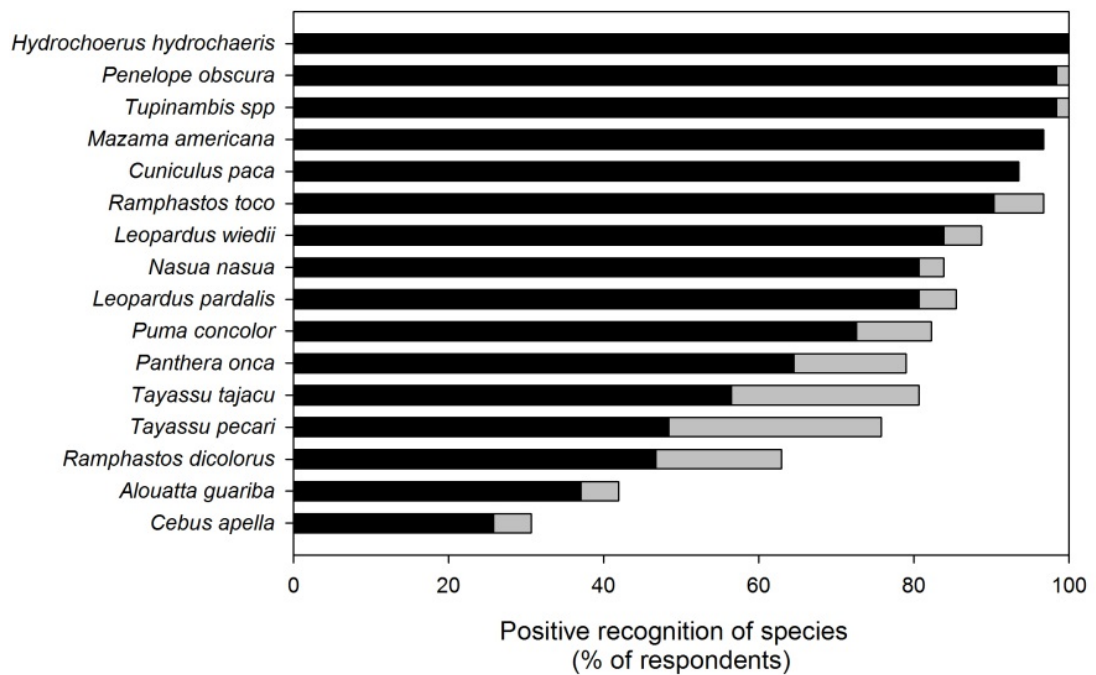 Hydrochoerus hydrochaeris
Penelope obscura
Tupinambis spp
Mazama americana
Cuniculus paca
Ramphastos toco
Leopardus wiedii
Nasua nasua
Leopardus pardalis
Puma concolor
Panthera onca
Tayassu tajacu
Tayassu pecari
Ramphastos dicolorus
Alouatta guariba
Cebus apella
0 20 40 60 80 100
Positive recognition of species
(% of respondents)